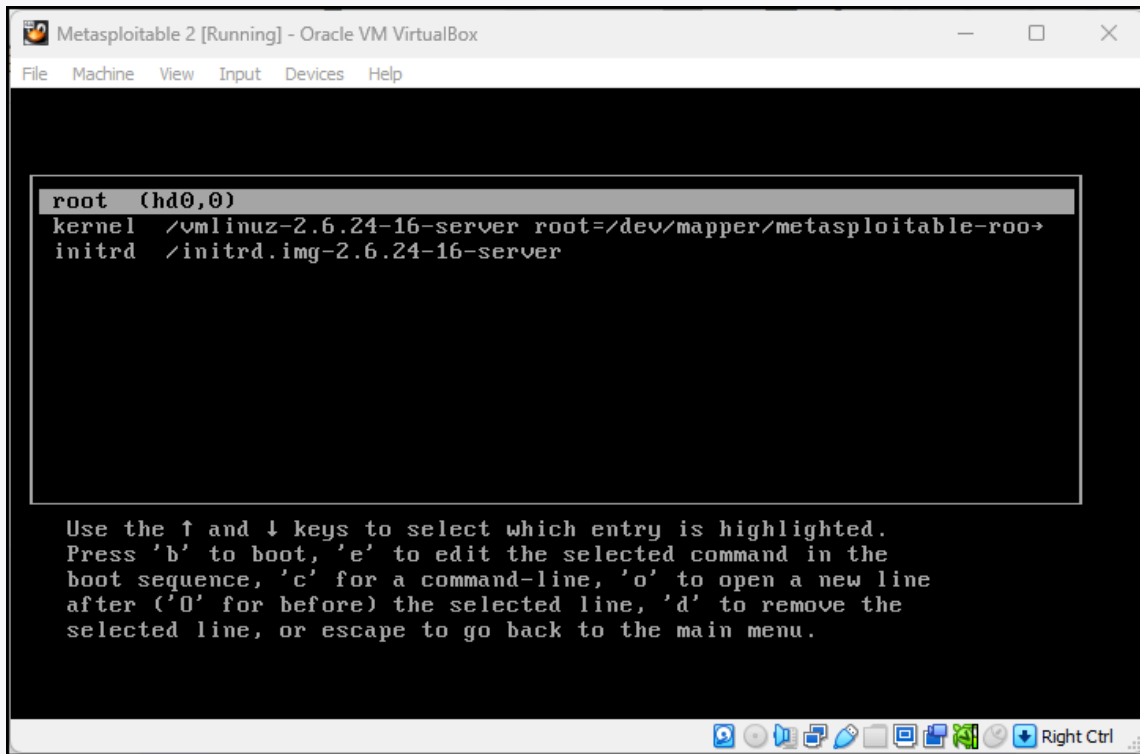 Metasploitable 2 [Running] - Oracle VM VirtualBox
File Machine View Input Devices Help
root (hd0,0)
kernel /vmlinuz-2.6.24-16-server root=/dev/mapper/metasploitable-roo→
initrd /initrd.img-2.6.24-16-server
Use the ↑ and ↓ keys to select which entry is highlighted.
Press 'b' to boot, 'e' to edit the selected command in the
boot sequence, 'c' for a command-line, 'o' to open a new line
after ('O' for before) the selected line, 'd' to remove the
selected line, or escape to go back to the main menu.
Right Ctrl